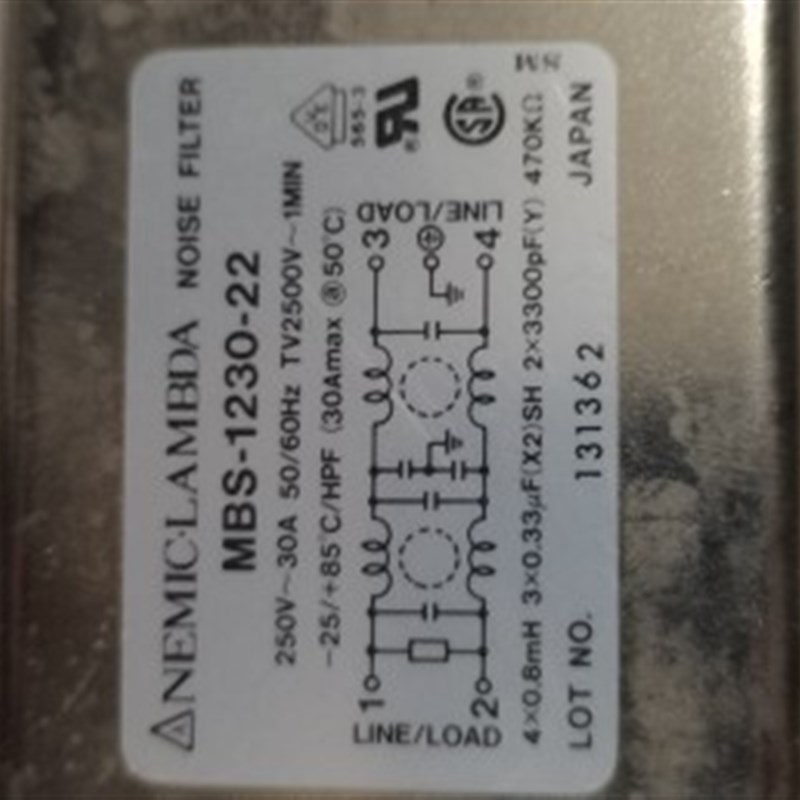 NEMIC·LAMBDA NOISE FILTER
MBS-1230-22
250V~30A 50/60Hz TV2500V~1MIN
-25/+85°C/HPF (30Amax @50°C)
565-3
1
2
LINE/LOAD
3
4
LINE/LOAD
4×0.8mH 3×0.33μF(X2)SH 2×3300pF(Y) 470KΩ
LOT NO. 131362 JAPAN